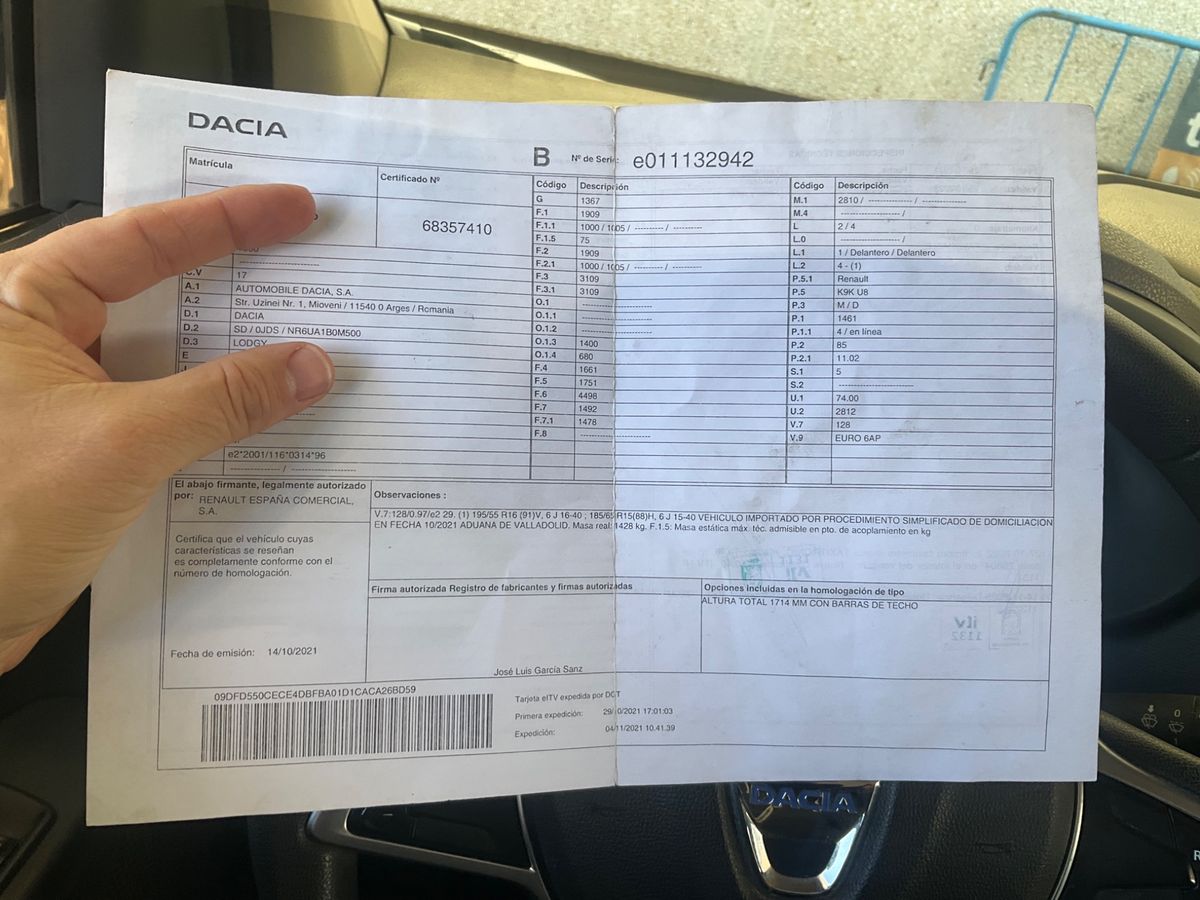 DACIA
B Nº de Serie: e011132942
Matrícula
Certificado Nº
68357410
C.V 17
A.1 AUTOMOBILE DACIA, S.A.
A.2 Str. Uzinei Nr. 1, Mioveni / 11540 0 Arges / Romania
D.1 DACIA
D.2 SD / 0JDS / NR6UA1B0M500
D.3 LODGY
E
e2*2001/116*0314*96
--------------- / -------------------
Código Descripción
G 1367
F.1 1909
F.1.1 1000 / 1005 / ---------- / ----------
F.1.5 75
F.2 1909
F.2.1 1000 / 1005 / ---------- / ----------
F.3 3109
F.3.1 3109
O.1 ---------------------
O.1.1 ---------------------
O.1.2 ---------------------
O.1.3 1400
O.1.4 680
F.4 1661
F.5 1751
F.6 4498
F.7 1492
F.7.1 1478
F.8 ---------------------
Código Descripción
M.1 2810 / --------------- / ---------------
M.4 -------------------- /
L 2 / 4
L.0 -------------------- /
L.1 1 / Delantero / Delantero
L.2 4 - (1)
P.5.1 Renault
P.5 K9K U8
P.3 M / D
P.1 1461
P.1.1 4 / en línea
P.2 85
P.2.1 11.02
S.1 5
S.2 -------------------------
U.1 74.00
U.2 2812
V.7 128
V.9 EURO 6AP
El abajo firmante, legalmente autorizado
por: RENAULT ESPAÑA COMERCIAL,
S.A.
Certifica que el vehículo cuyas
características se reseñan
es completamente conforme con el
número de homologación.
Fecha de emisión: 14/10/2021
Observaciones :
V.7:128/0.97/e2 29. (1) 195/55 R16 (91)V, 6 J 16-40 ; 185/65 R15(88)H, 6 J 15-40 VEHICULO IMPORTADO POR PROCEDIMIENTO SIMPLIFICADO DE DOMICILIACION
EN FECHA 10/2021 ADUANA DE VALLADOLID. Masa real: 1428 kg. F.1.5: Masa estática máx. téc. admisible en pto. de acoplamiento en kg
Firma autorizada Registro de fabricantes y firmas autorizadas
José Luis García Sanz
Opciones incluidas en la homologación de tipo
ALTURA TOTAL 1714 MM CON BARRAS DE TECHO
09DFD550CECE4DBFBA01D1CACA26BD59
Tarjeta eITV expedida por DGT
Primera expedición: 29/10/2021 17:01:03
Expedición: 04/11/2021 10.41.39
DACIA